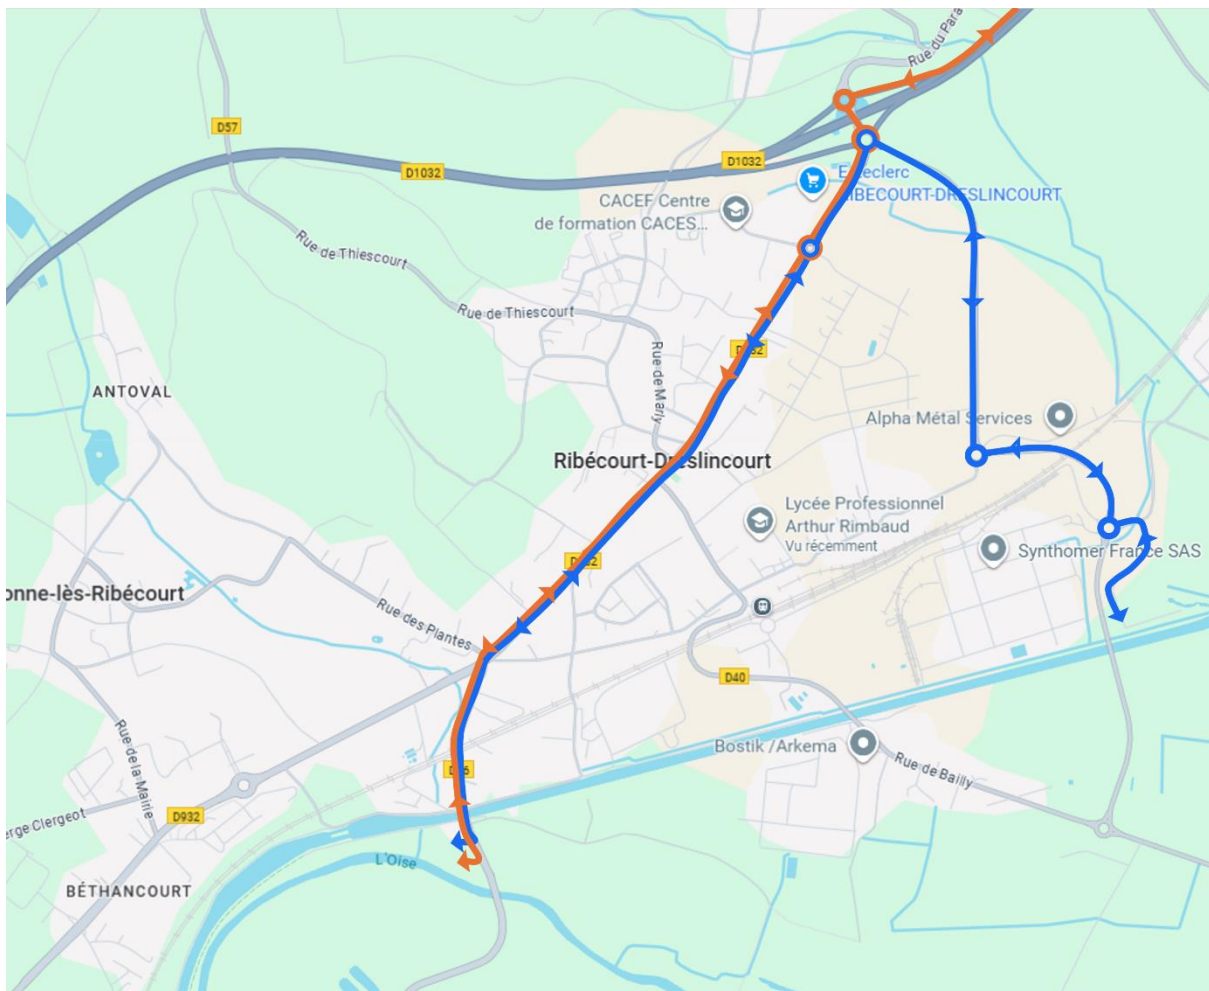 Rue du Para
D57
D1032
D1032
E.Leclerc
RIBECOURT-DRESLINCOURT
CACEF Centre
de formation CACES...
Rue de Thiescourt
Rue de Thiescourt
Rue de Marly
ANTOVAL
Alpha Métal Services
Ribécourt-Dreslincourt
Lycée Professionnel
Arthur Rimbaud
Vu récemment
Synthomer France SAS
onne-lès-Ribécourt
Rue des Plantes
D40
Bostik /Arkema
Rue de Bailly
Rue de la Mairie
erge Clergeot
D932
L'Oise
BÉTHANCOURT